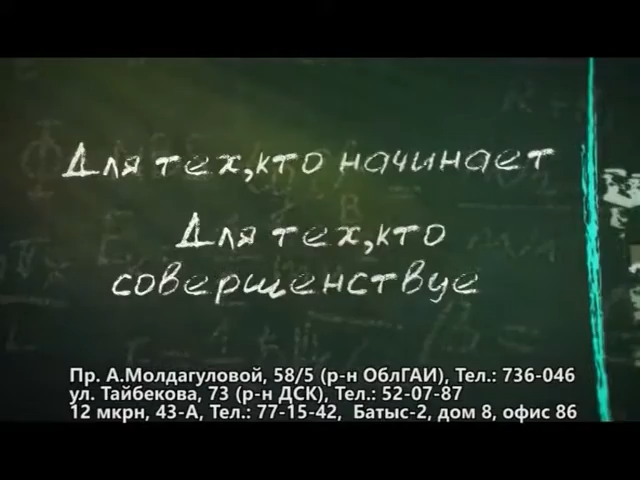 Для тех,кто начинает
Для тех,кто
совершенствуе
Пр. А.Молдагуловой, 58/5 (р-н ОблГАИ), Тел.: 736-046
ул. Тайбекова, 73 (р-н ДСК), Тел.: 52-07-87
12 мкрн, 43-А, Тел.: 77-15-42, Батыс-2, дом 8, офис 86